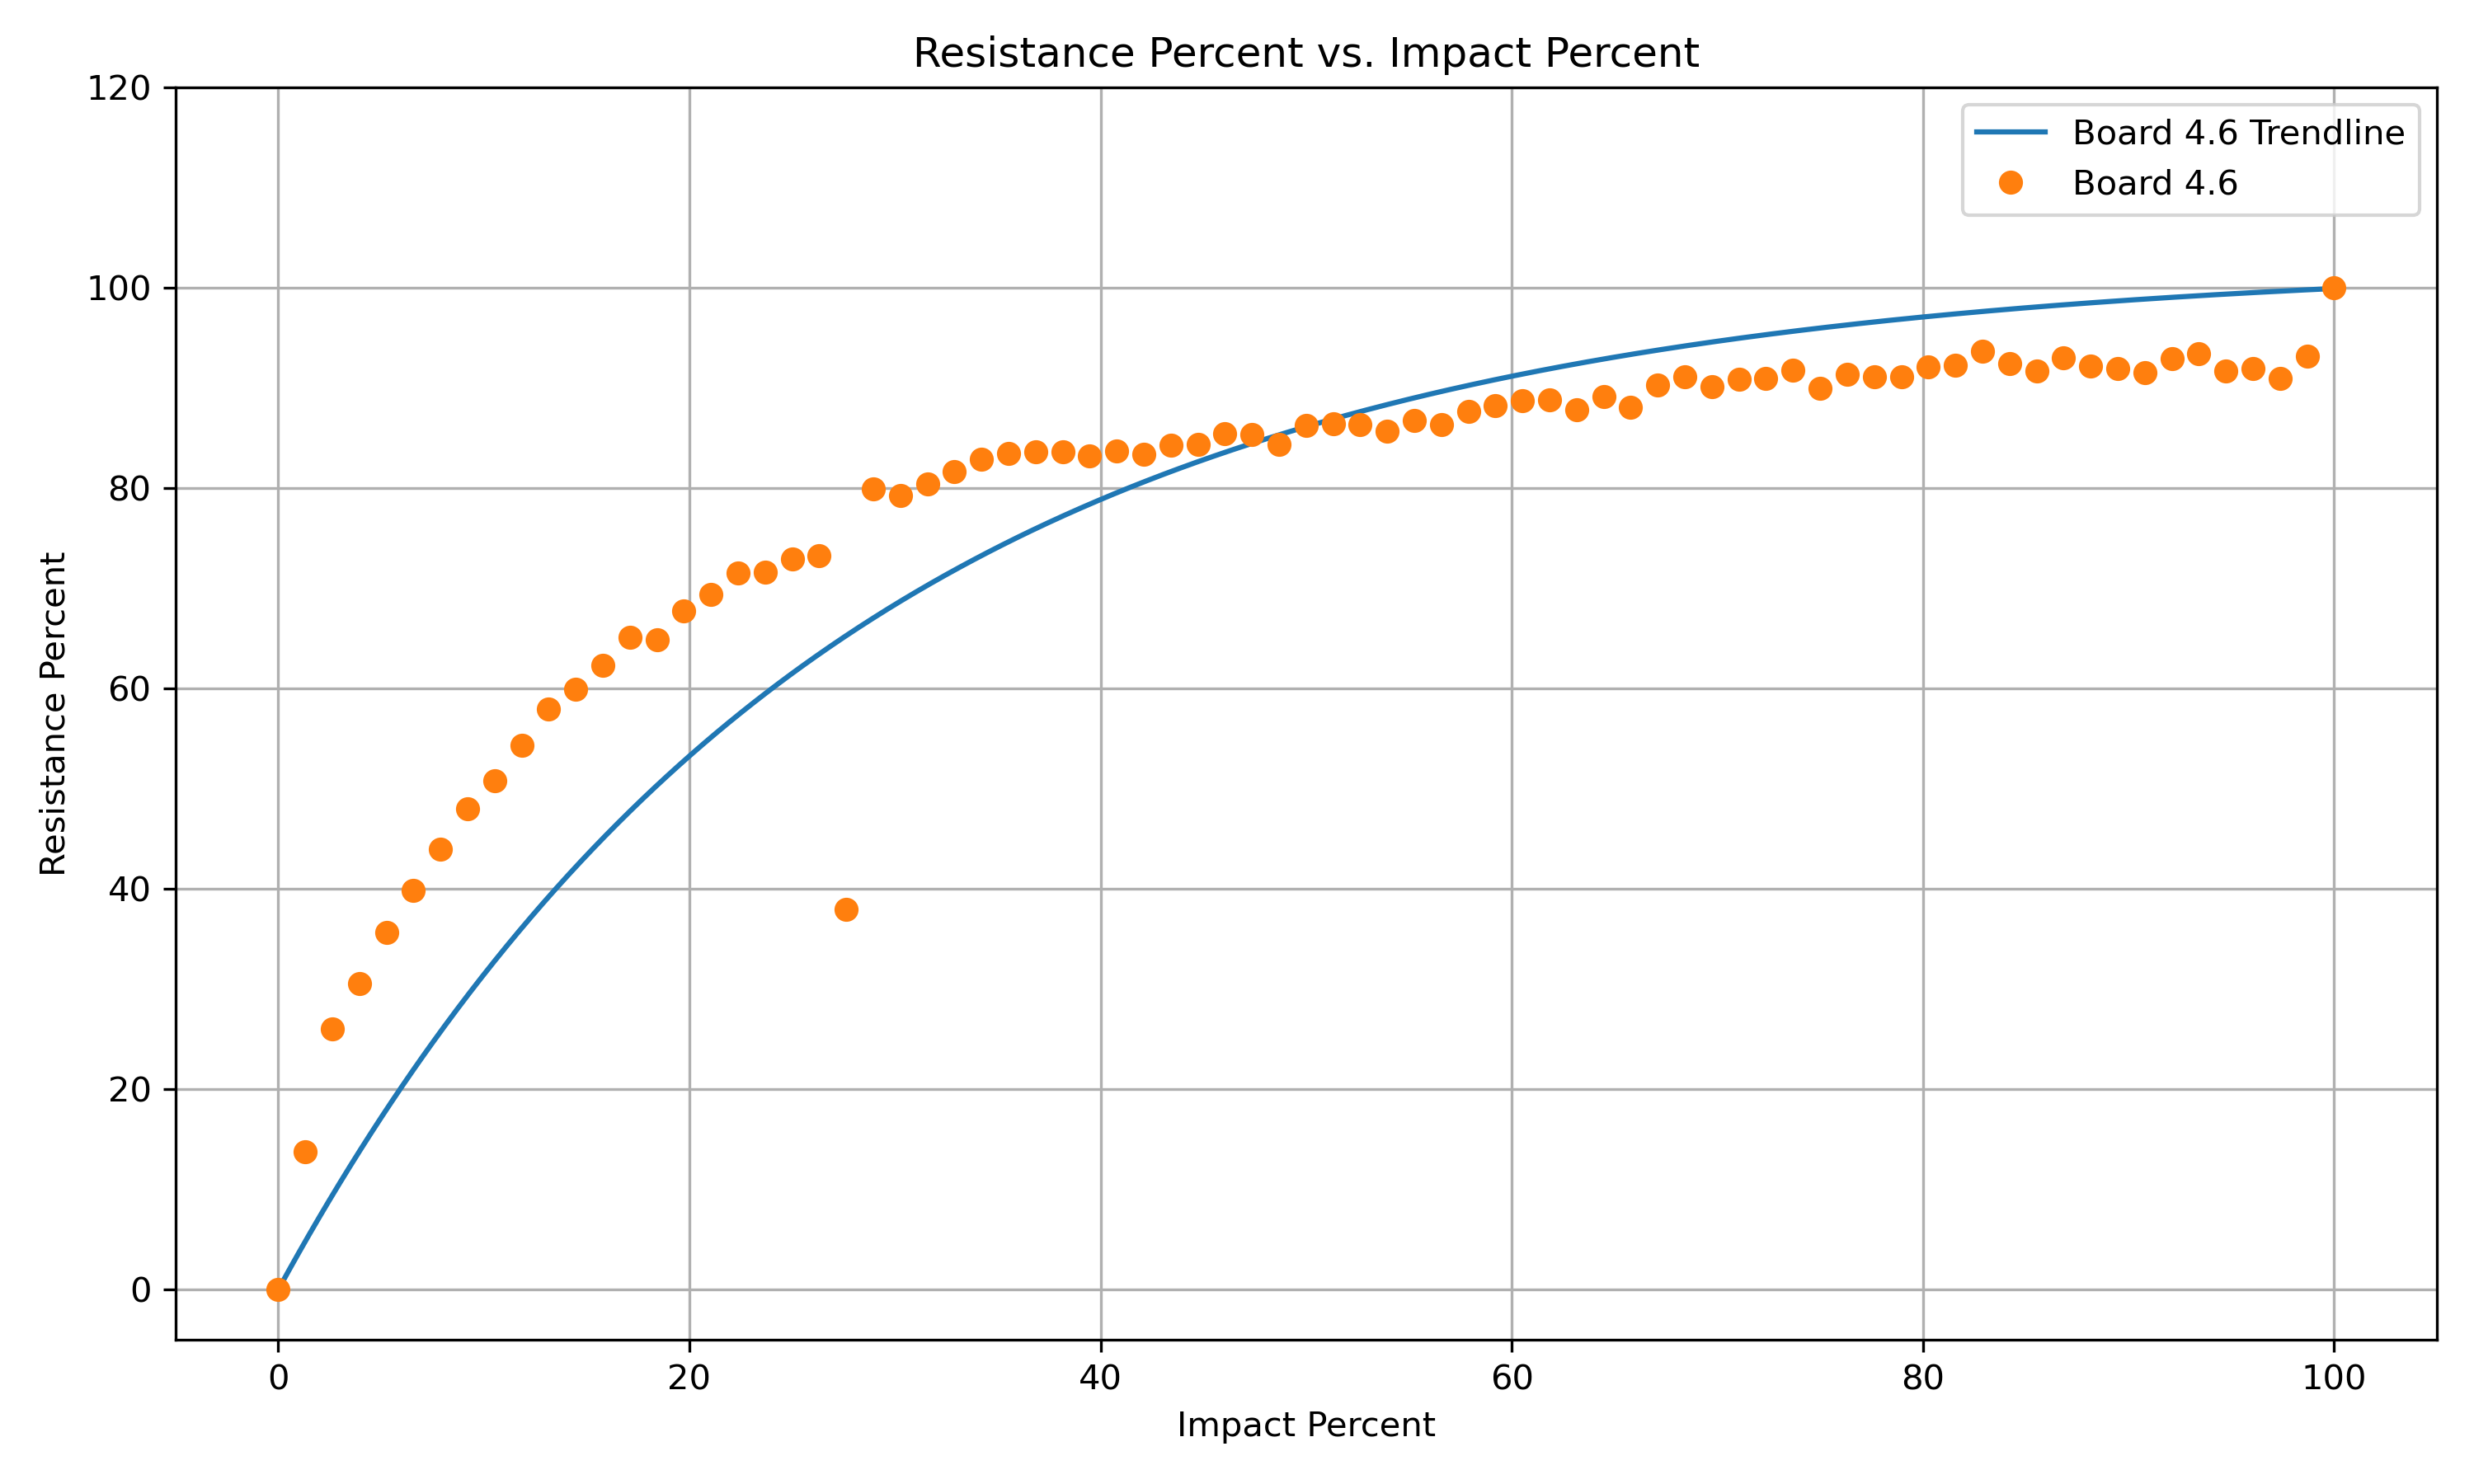 Resistance Percent vs. Impact Percent
120
100
80
60
40
20
0
Resistance Percent
Board 4.6 Trendline
Board 4.6
0 20 40 60 80 100
Impact Percent